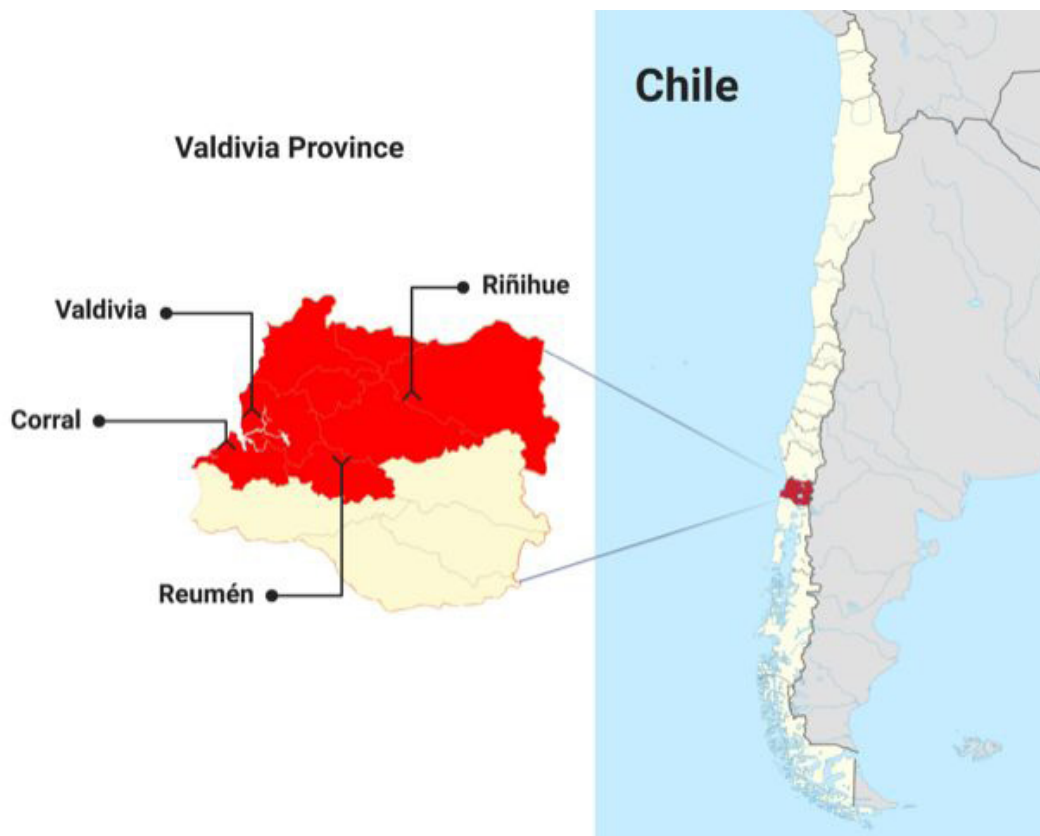 Chile
Valdivia Province
Riñihue
Valdivia
Corral
Reumén